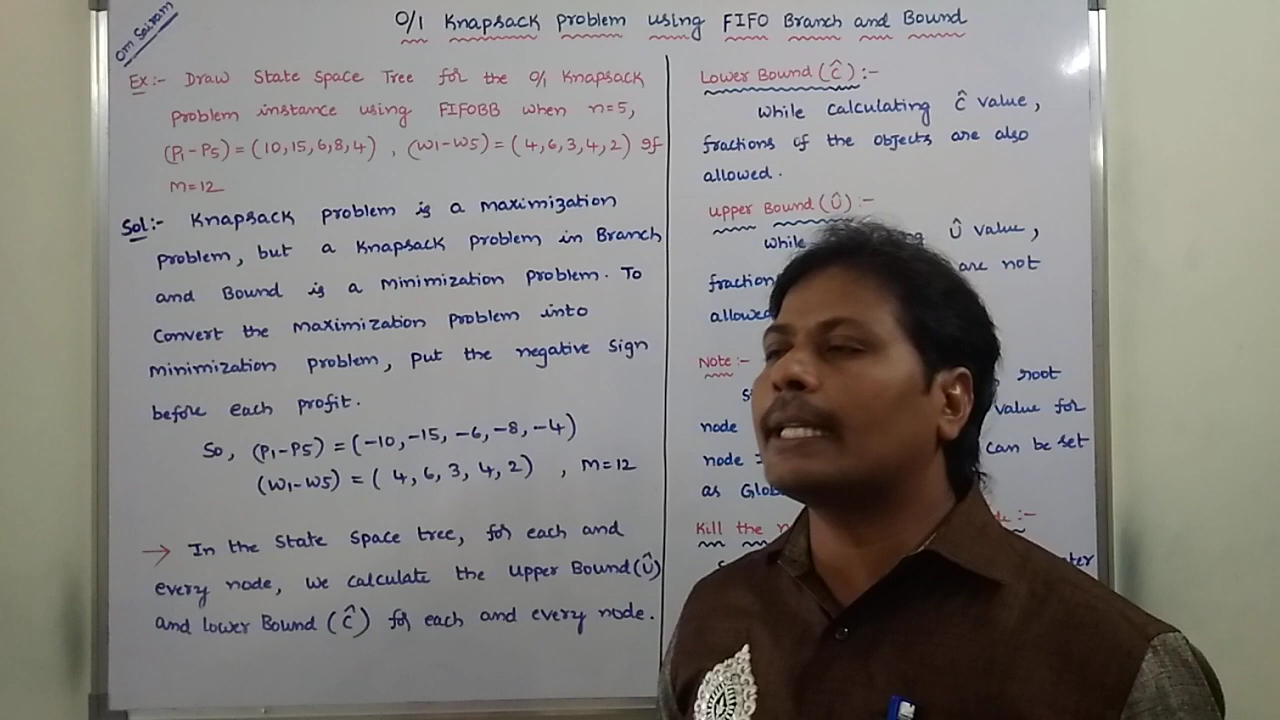 Om Sairam
0/1 Knapsack problem using FIFO Branch and Bound
Ex:- Draw State Space Tree for the 0/1 Knapsack
problem instance using FIFOBB when n=5,
(P1-P5) = (10,15,6,8,4) , (W1-W5) = (4,6,3,4,2) If
M=12
Sol:- Knapsack problem is a maximization
problem, but a Knapsack problem in Branch
and Bound is a minimization problem. To
Convert the maximization problem into
minimization problem, put the negative sign
before each profit.
So, (P1-P5) = (-10,-15,-6,-8,-4)
(W1-W5) = (4,6,3,4,2) , M=12
→ In the State space tree, for each and
every node, we calculate the upper Bound(Û)
and lower Bound (Ĉ) for each and every node.
Lower Bound(Ĉ) :-
While calculating Ĉ value,
fractions of the objects are also
allowed.
Upper Bound(Û) :-
While Û value,
fraction are not
allowed
Note :-
root
node value for
node = can be set
as
Kill the